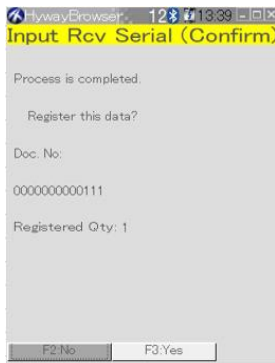 HywayBrowser 12 13:39
Input Rcv Serial (Confirm)
Process is completed.
Register this data?
Doc. No:
0000000000111
Registered Qty: 1
F2:No F3:Yes